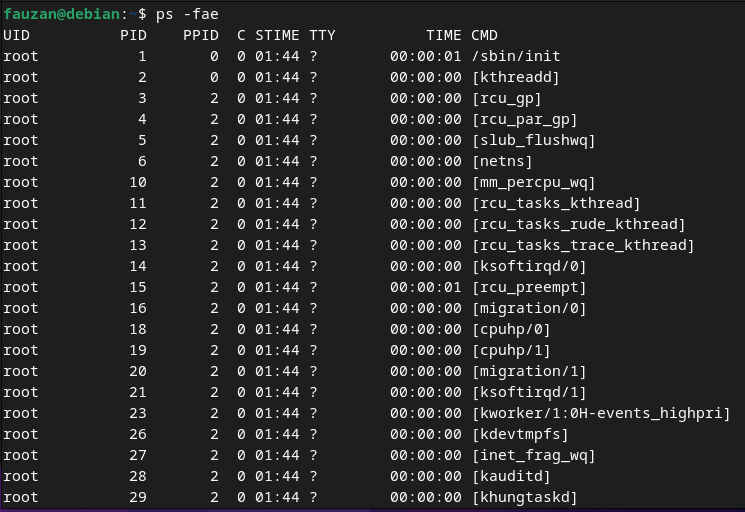 fauzan@debian:~$ ps -fae
UID          PID    PPID  C STIME TTY          TIME CMD
root           1       0  0 01:44 ?        00:00:01 /sbin/init
root           2       0  0 01:44 ?        00:00:00 [kthreadd]
root           3       2  0 01:44 ?        00:00:00 [rcu_gp]
root           4       2  0 01:44 ?        00:00:00 [rcu_par_gp]
root           5       2  0 01:44 ?        00:00:00 [slub_flushwq]
root           6       2  0 01:44 ?        00:00:00 [netns]
root          10       2  0 01:44 ?        00:00:00 [mm_percpu_wq]
root          11       2  0 01:44 ?        00:00:00 [rcu_tasks_kthread]
root          12       2  0 01:44 ?        00:00:00 [rcu_tasks_rude_kthread]
root          13       2  0 01:44 ?        00:00:00 [rcu_tasks_trace_kthread]
root          14       2  0 01:44 ?        00:00:00 [ksoftirqd/0]
root          15       2  0 01:44 ?        00:00:01 [rcu_preempt]
root          16       2  0 01:44 ?        00:00:00 [migration/0]
root          18       2  0 01:44 ?        00:00:00 [cpuhp/0]
root          19       2  0 01:44 ?        00:00:00 [cpuhp/1]
root          20       2  0 01:44 ?        00:00:00 [migration/1]
root          21       2  0 01:44 ?        00:00:00 [ksoftirqd/1]
root          23       2  0 01:44 ?        00:00:00 [kworker/1:0H-events_highpri]
root          26       2  0 01:44 ?        00:00:00 [kdevtmpfs]
root          27       2  0 01:44 ?        00:00:00 [inet_frag_wq]
root          28       2  0 01:44 ?        00:00:00 [kauditd]
root          29       2  0 01:44 ?        00:00:00 [khungtaskd]